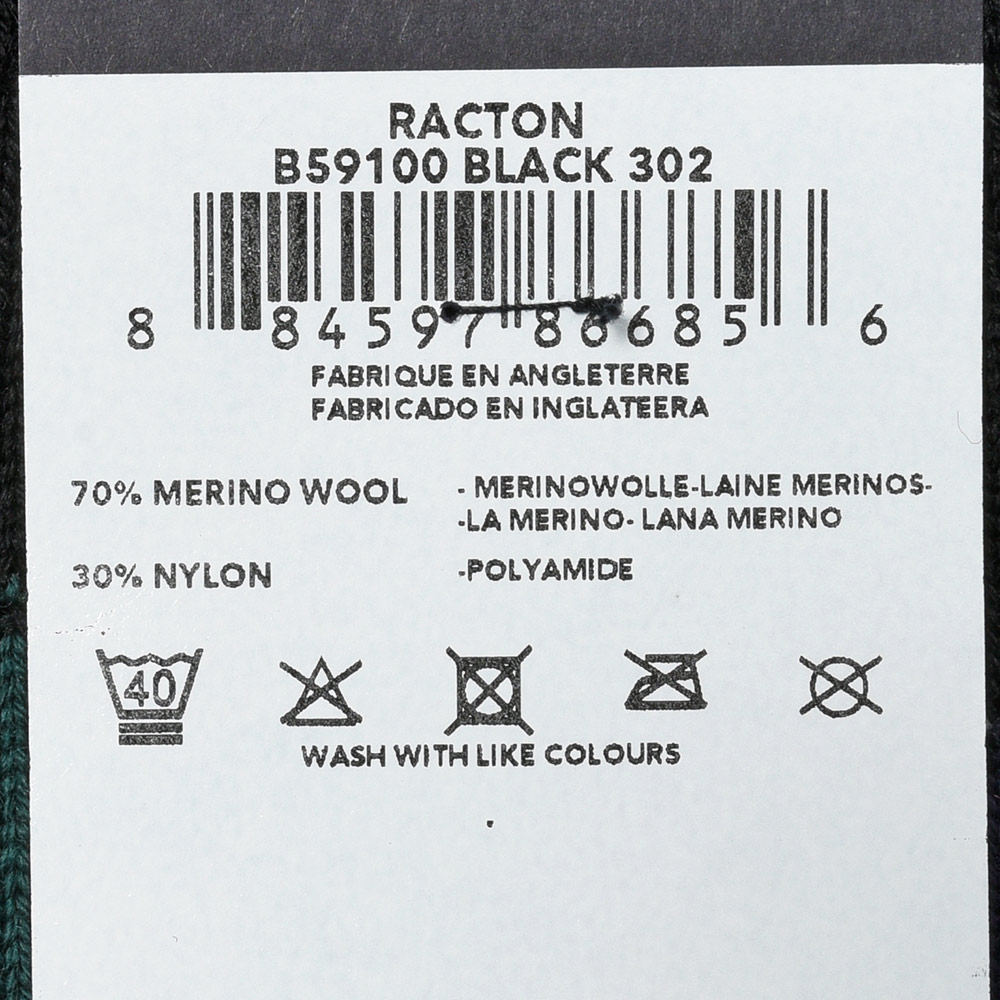 RACTON
B59100 BLACK 302
8 84597 86685 6
FABRIQUE EN ANGLETERRE
FABRICADO EN INGLATEERA
70% MERINO WOOL - MERINOWOLLE-LAINE MERINOS-
-LA MERINO- LANA MERINO
30% NYLON -POLYAMIDE
40
WASH WITH LIKE COLOURS